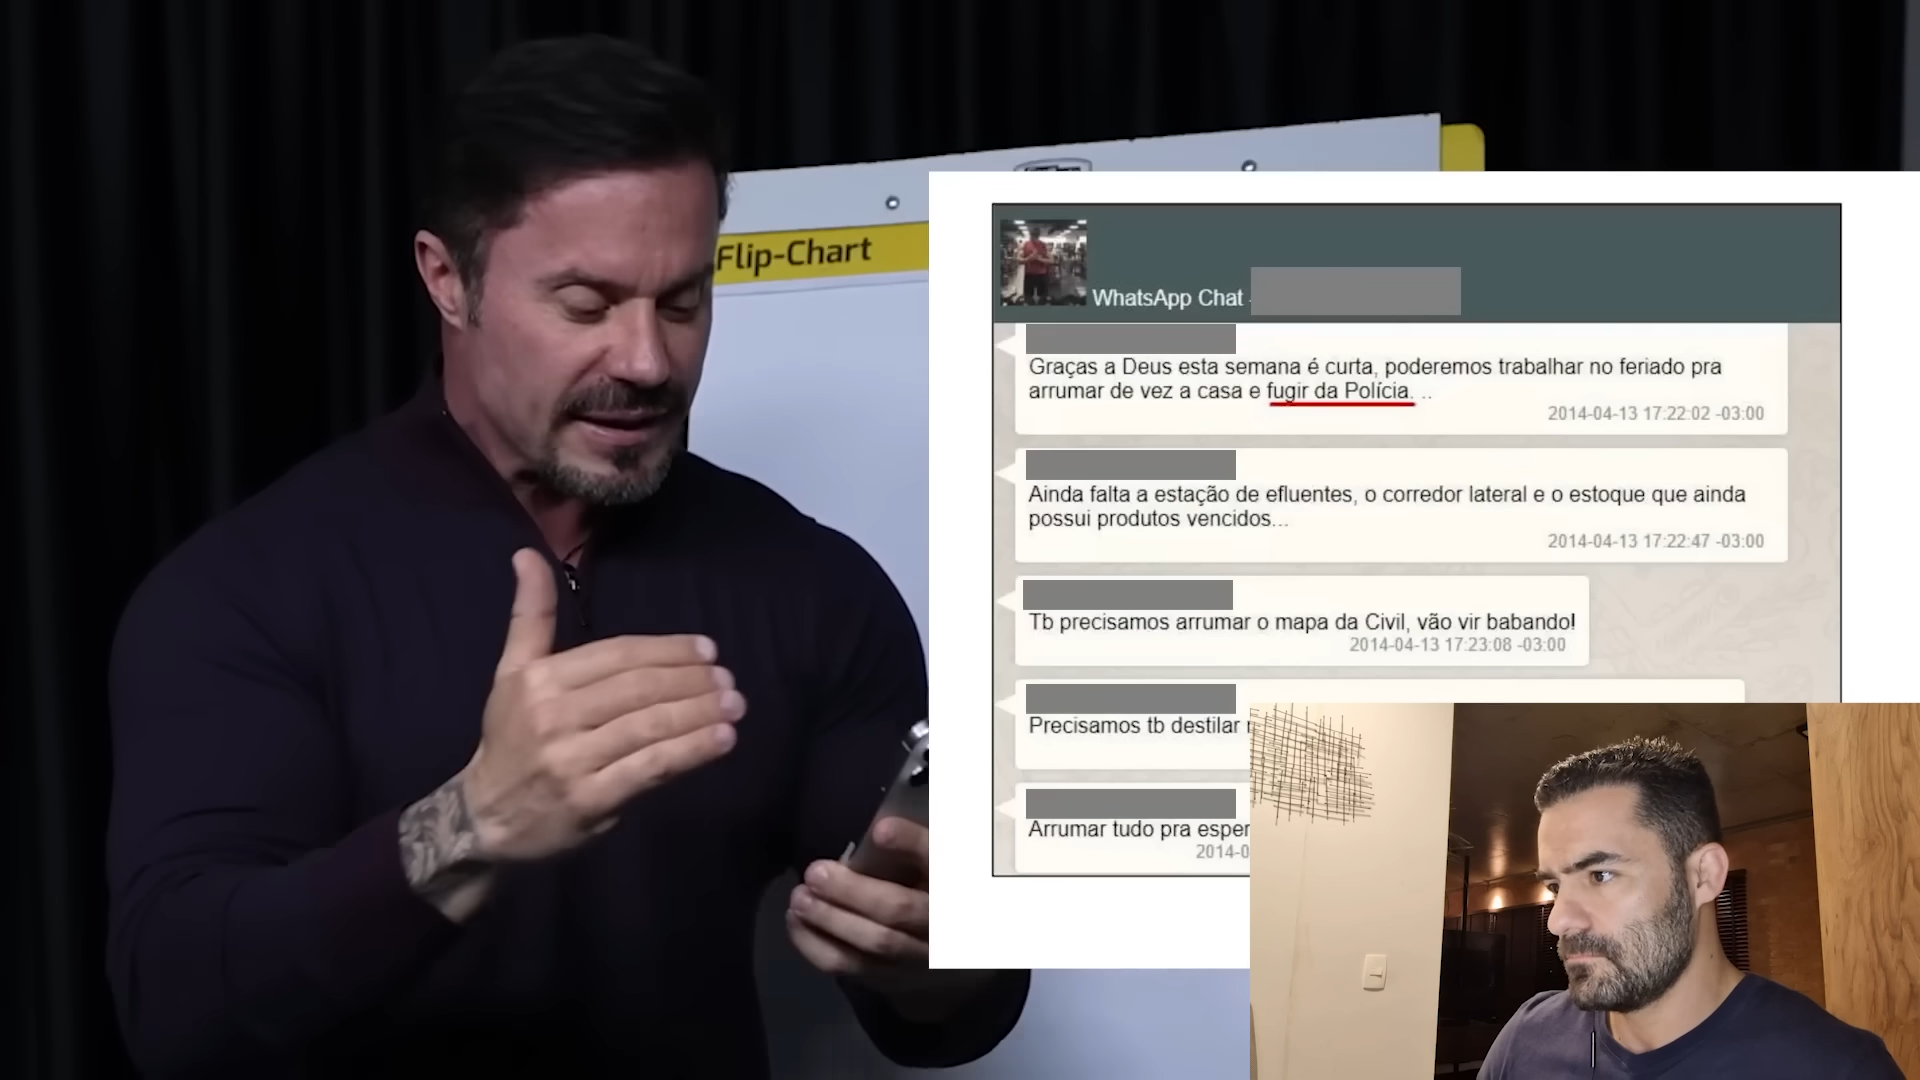 Flip-Chart
WhatsApp Chat -
Graças a Deus esta semana é curta, poderemos trabalhar no feriado pra
arrumar de vez a casa e fugir da Polícia. ..
2014-04-13 17:22:02 -03:00
Ainda falta a estação de efluentes, o corredor lateral e o estoque que ainda
possui produtos vencidos...
2014-04-13 17:22:47 -03:00
Tb precisamos arrumar o mapa da Civil, vão vir babando!
2014-04-13 17:23:08 -03:00
Precisamos tb destilar
Arrumar tudo pra esper
2014-0